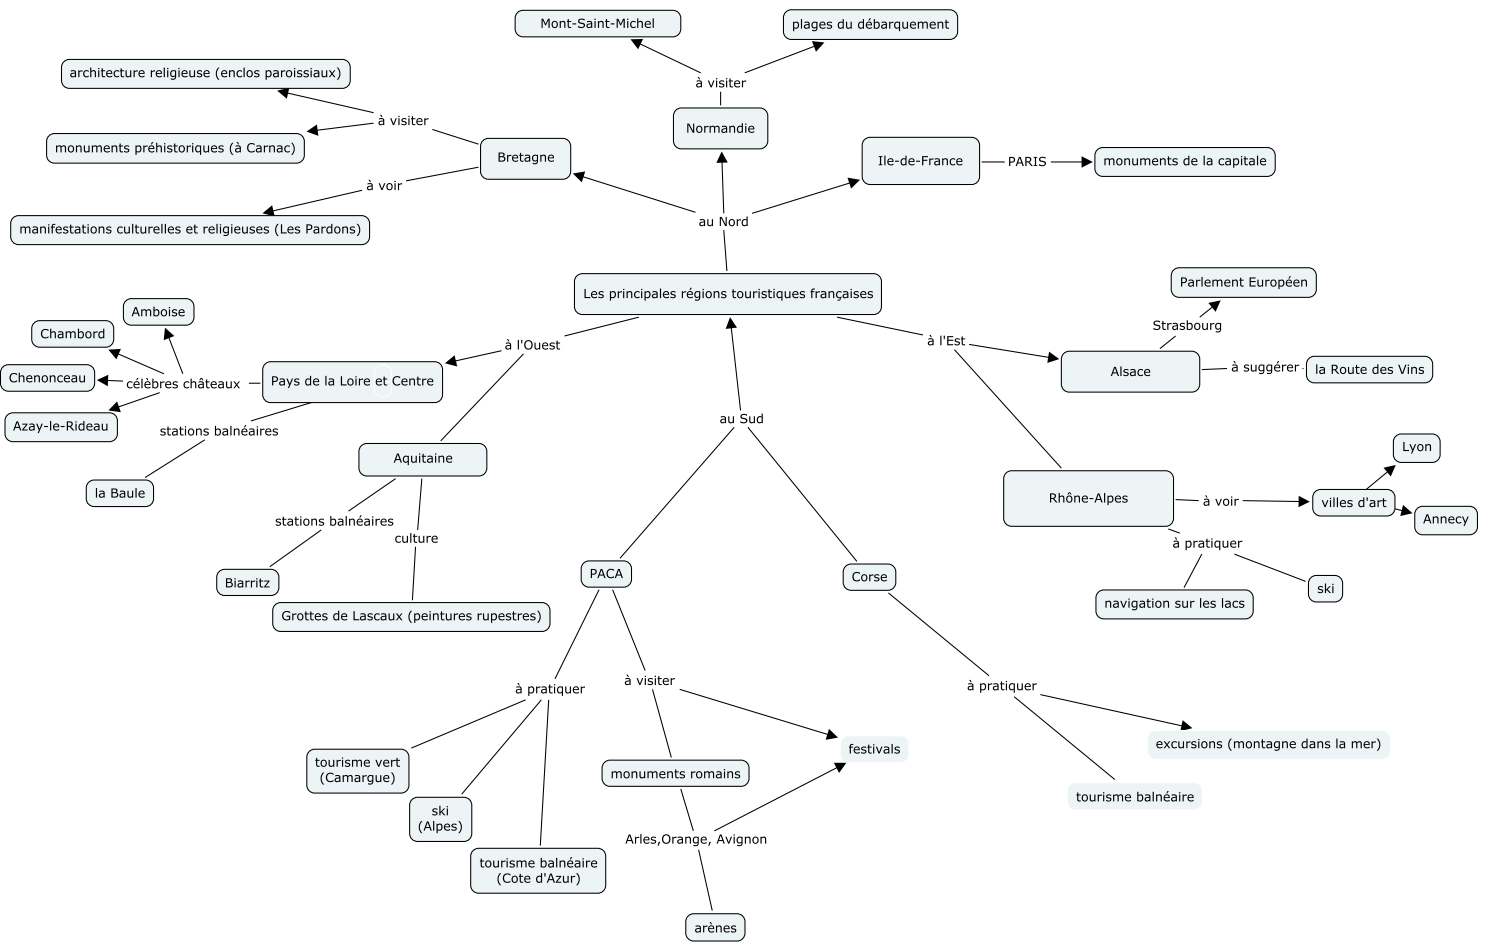 Mont-Saint-Michel
plages du débarquement
à visiter
architecture religieuse (enclos paroissiaux)
à visiter
monuments préhistoriques (à Carnac)
Normandie
Bretagne
Ile-de-France
PARIS
monuments de la capitale
à voir
manifestations culturelles et religieuses (Les Pardons)
au Nord
Les principales régions touristiques françaises
Parlement Européen
Strasbourg
Amboise
Chambord
Chenonceau
célèbres châteaux
Azay-le-Rideau
Pays de la Loire et Centre
à l'Ouest
à l'Est
Alsace
à suggérer
la Route des Vins
stations balnéaires
la Baule
au Sud
Aquitaine
Rhône-Alpes
à voir
villes d'art
Lyon
Annecy
à pratiquer
navigation sur les lacs
ski
stations balnéaires
culture
Biarritz
Grottes de Lascaux (peintures rupestres)
PACA
Corse
à pratiquer
à visiter
à pratiquer
tourisme vert
(Camargue)
ski
(Alpes)
tourisme balnéaire
(Cote d'Azur)
monuments romains
festivals
excursions (montagne dans la mer)
tourisme balnéaire
Arles,Orange, Avignon
arènes